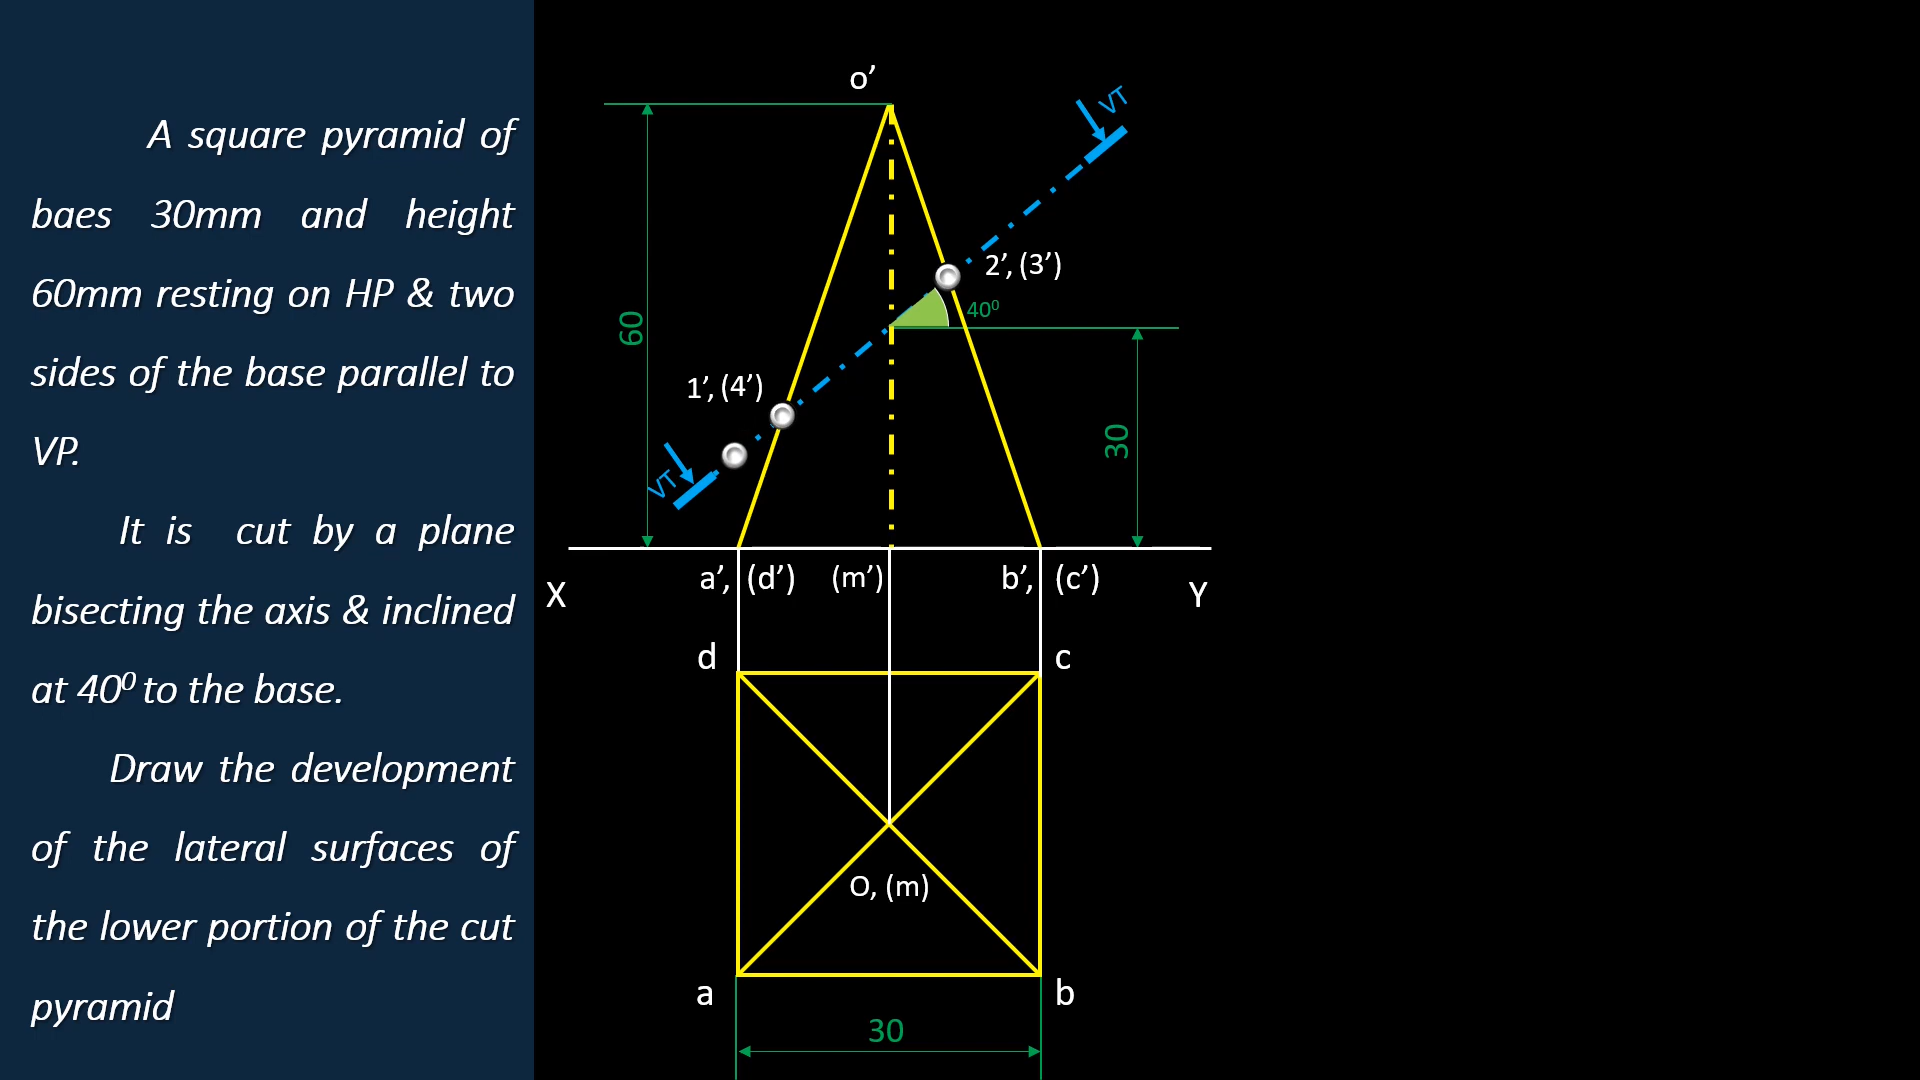 A square pyramid of
baes 30mm and height
60mm resting on HP & two
sides of the base parallel to
VP.
It is cut by a plane
bisecting the axis & inclined
at 40⁰ to the base.
Draw the development
of the lateral surfaces of
the lower portion of the cut
pyramid
o’
VT
2’, (3’)
40⁰
60
1’, (4’)
30
VT
a’, (d’) (m’) b’, (c’)
X Y
d c
O, (m)
a b
30